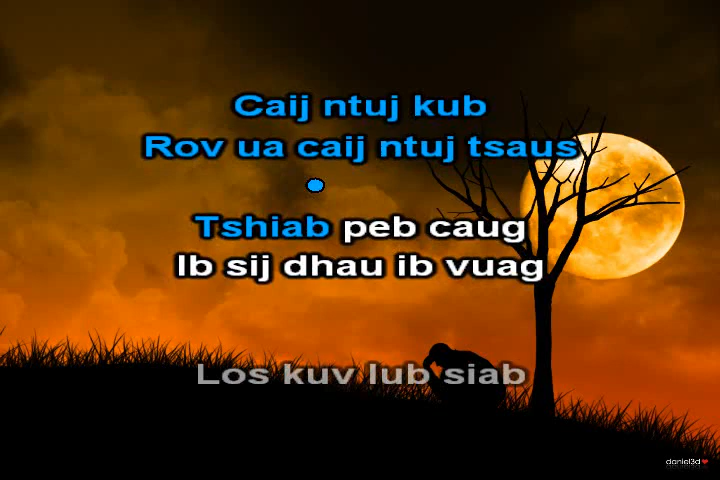 Caij ntuj kub
Rov ua caij ntuj tsaus
Tshiab peb caug
Ib sij dhau ib vuag
Los kuv lub siab
daniel3d❤